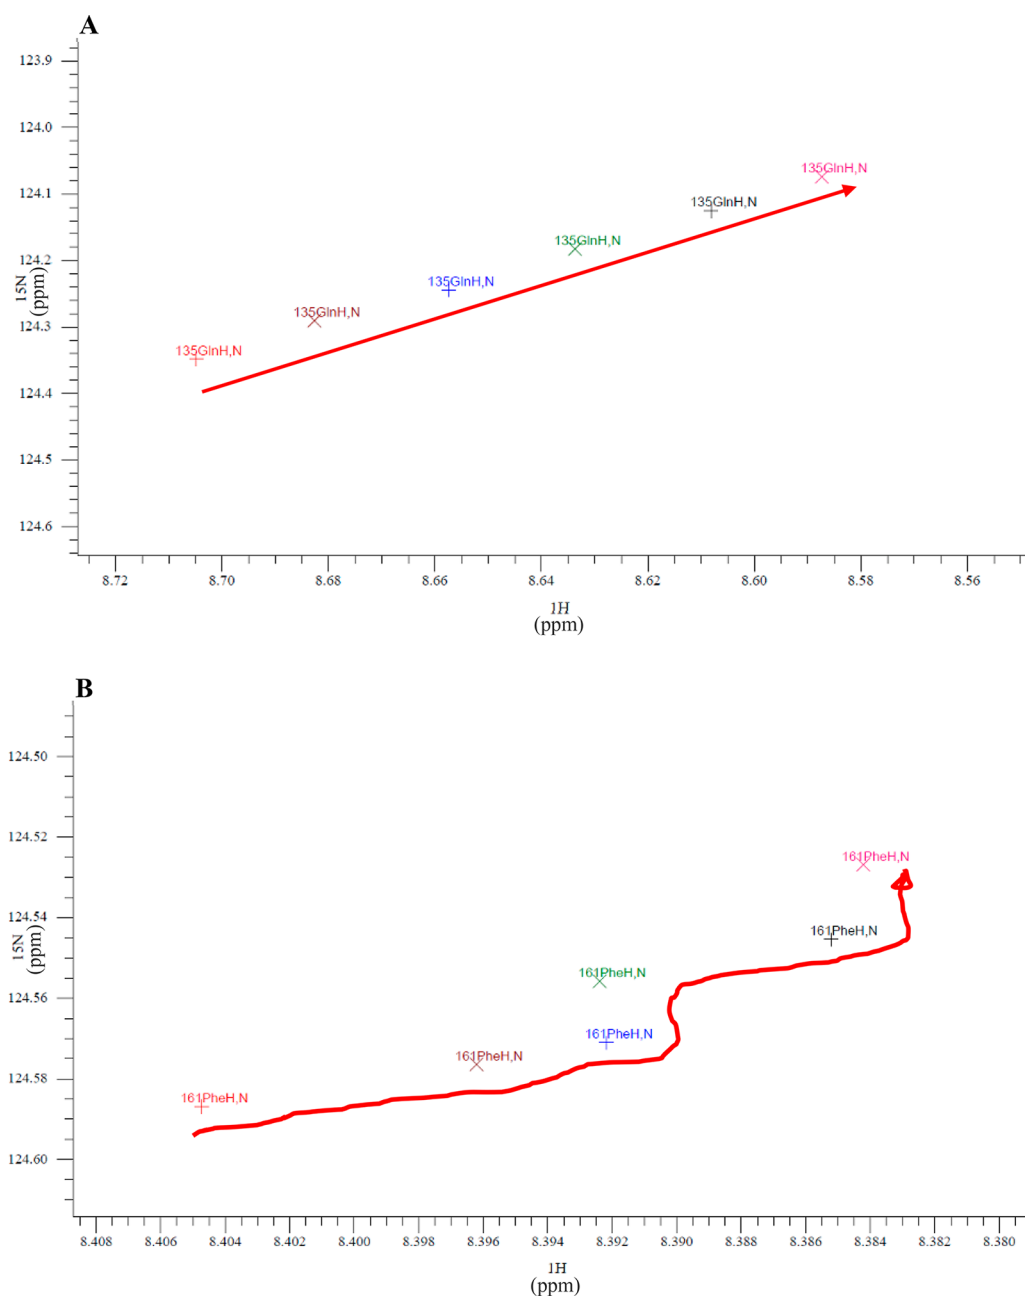 A
123.9
124.0
124.1
124.2
124.3
124.4
124.5
124.6
15N
(ppm)
135GlnH,N
135GlnH,N
135GlnH,N
135GlnH,N
135GlnH,N
135GlnH,N
8.72 8.70 8.68 8.66 8.64 8.62 8.60 8.58 8.56
1H
(ppm)
B
124.50
124.52
124.54
124.56
124.58
124.60
15N
(ppm)
161PheH,N
161PheH,N
161PheH,N
161PheH,N
161PheH,N
161PheH,N
8.408 8.406 8.404 8.402 8.400 8.398 8.396 8.394 8.392 8.390 8.388 8.386 8.384 8.382 8.380
1H
(ppm)